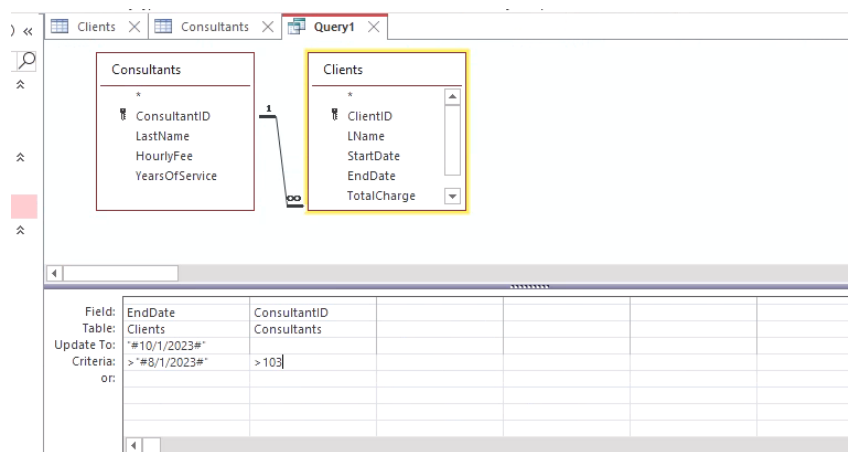 Clients Consultants Query1
Consultants
*
ConsultantID
LastName
HourlyFee
YearsOfService
1
∞
Clients
*
ClientID
LName
StartDate
EndDate
TotalCharge
Field: EndDate ConsultantID
Table: Clients Consultants
Update To: "#10/1/2023#"
Criteria: >"#8/1/2023#" >103
or: